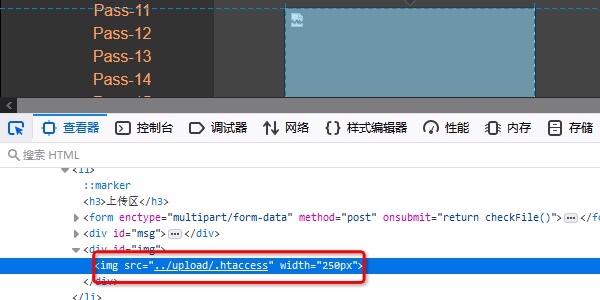 Pass-11
Pass-12
Pass-13
Pass-14
查看器 控制台 调试器 网络 {} 样式编辑器 性能 内存 存储
搜索 HTML
<li>
::marker
<h3>上传区</h3>
<form enctype="multipart/form-data" method="post" onsubmit="return checkFile()"> ••• </f
<div id="msg"> ••• </div>
<div id="img">
<img src="../upload/.htaccess" width="250px">
</div>
</li>